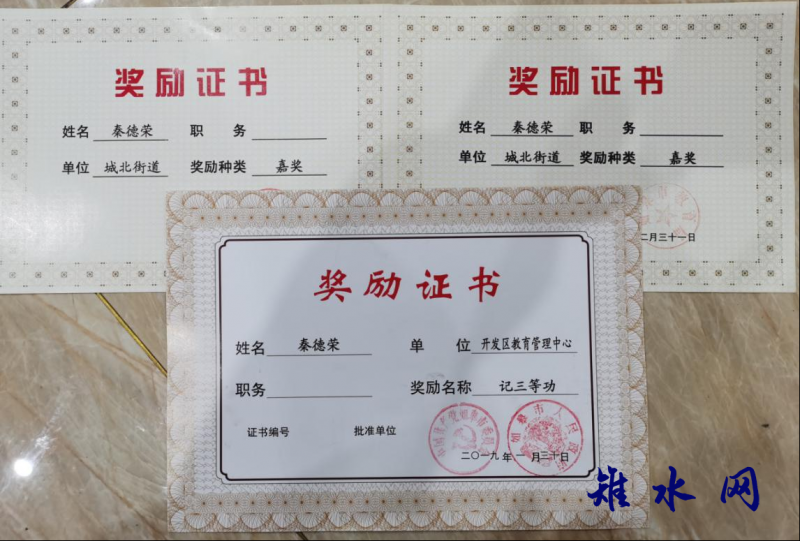 奖励证书
姓名 秦德荣 职务
单位 城北街道 奖励种类 嘉奖
奖励证书
姓名 秦德荣 职务
单位 城北街道 奖励种类 嘉奖
二月三十一日
奖励证书
姓名 秦德荣 单位 开发区教育管理中心
职务 奖励名称 记三等功
证书编号 批准单位
二〇一九年一月三十日
雉水网